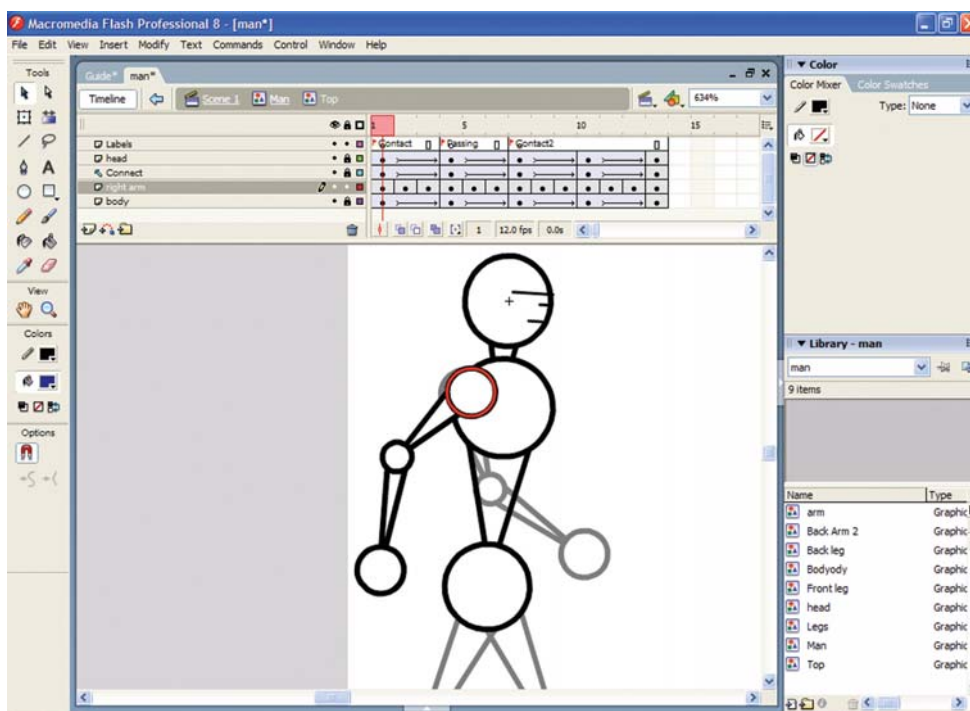 Macromedia Flash Professional 8 - [man*]
File Edit View Insert Modify Text Commands Control Window Help
Tools
View
Colors
Options
Guide* man*
Timeline Scene 1 Man Top 634%
1 5 10 15
Labels Contact Passing Contact2
head
Connect
right arm
body
1 12.0 fps 0.0s
Color
Color Mixer Color Swatches
Type: None
Library - man
man
9 items
Name Type
arm Graphic
Back Arm 2 Graphic
Back leg Graphic
Bodyody Graphic
Front leg Graphic
head Graphic
Legs Graphic
Man Graphic
Top Graphic